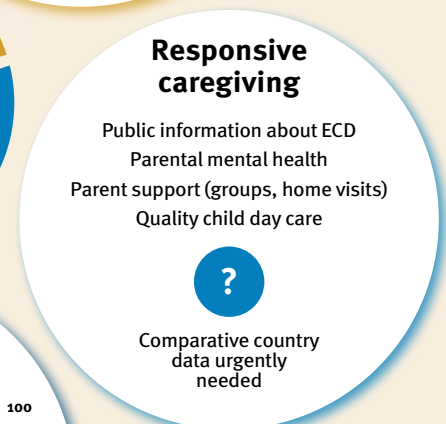 Responsive
caregiving
Public information about ECD
Parental mental health
Parent support (groups, home visits)
Quality child day care
?
Comparative country
data urgently
needed
100